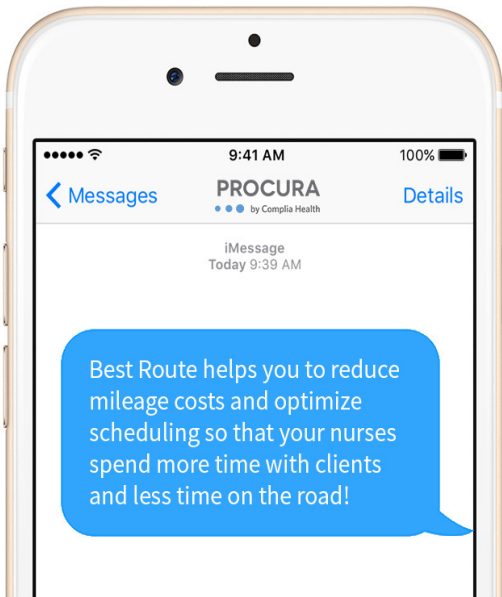 9:41 AM 100%
Messages PROCURA Details
by Complia Health
iMessage
Today 9:39 AM
Best Route helps you to reduce
mileage costs and optimize
scheduling so that your nurses
spend more time with clients
and less time on the road!